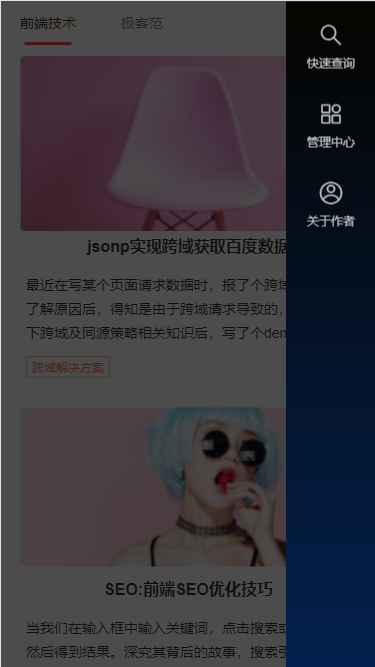 前端技术 极客范
快速查询
管理中心
关于作者
jsonp实现跨域获取百度数据
最近在写某个页面请求数据时，报了个跨域
了解原因后，得知是由于跨域请求导致的，
下跨域及同源策略相关知识后，写了个den
跨域解决方案
SEO:前端SEO优化技巧
当我们在输入框中输入关键词，点击搜索或
然后得到结果。深究其背后的故事，搜索引